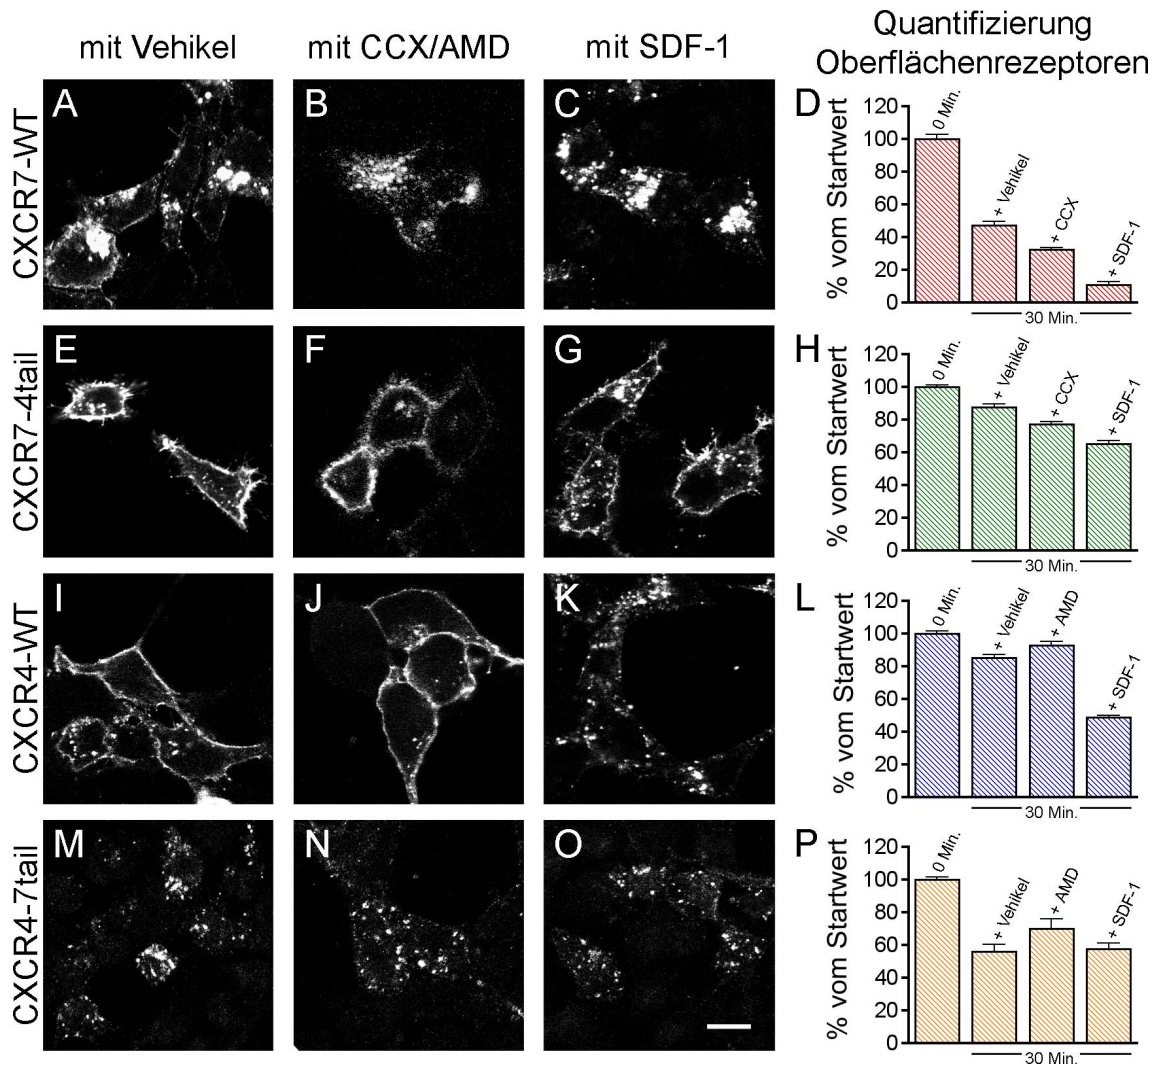 mit Vehikel
mit CCX/AMD
mit SDF-1
Quantifizierung
Oberflächenrezeptoren
CXCR7-WT
A
B
C
D
% vom Startwert
120
100
80
60
40
20
0
0 Min.
+ Vehikel
+ CCX
+ SDF-1
30 Min.
CXCR7-4tail
E
F
G
H
% vom Startwert
120
100
80
60
40
20
0
0 Min.
+ Vehikel
+ CCX
+ SDF-1
30 Min.
CXCR4-WT
I
J
K
L
% vom Startwert
120
100
80
60
40
20
0
0 Min.
+ Vehikel
+ AMD
+ SDF-1
30 Min.
CXCR4-7tail
M
N
O
P
% vom Startwert
120
100
80
60
40
20
0
0 Min.
+ Vehikel
+ AMD
+ SDF-1
30 Min.